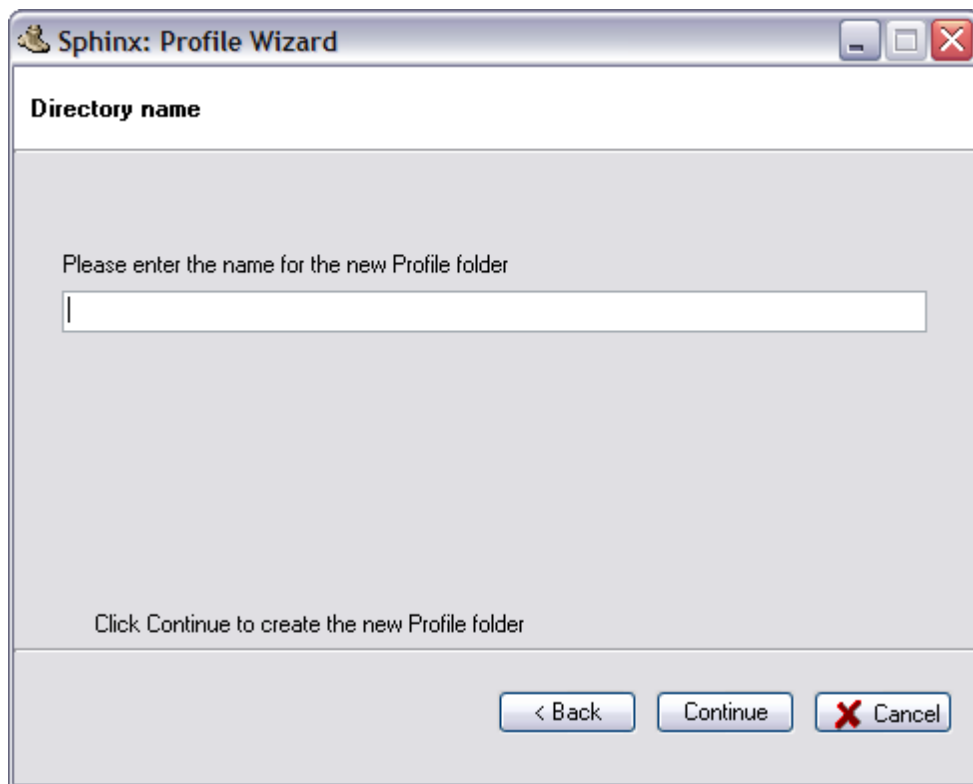 Sphinx: Profile Wizard
Directory name
Please enter the name for the new Profile folder
Click Continue to create the new Profile folder
< Back Continue Cancel